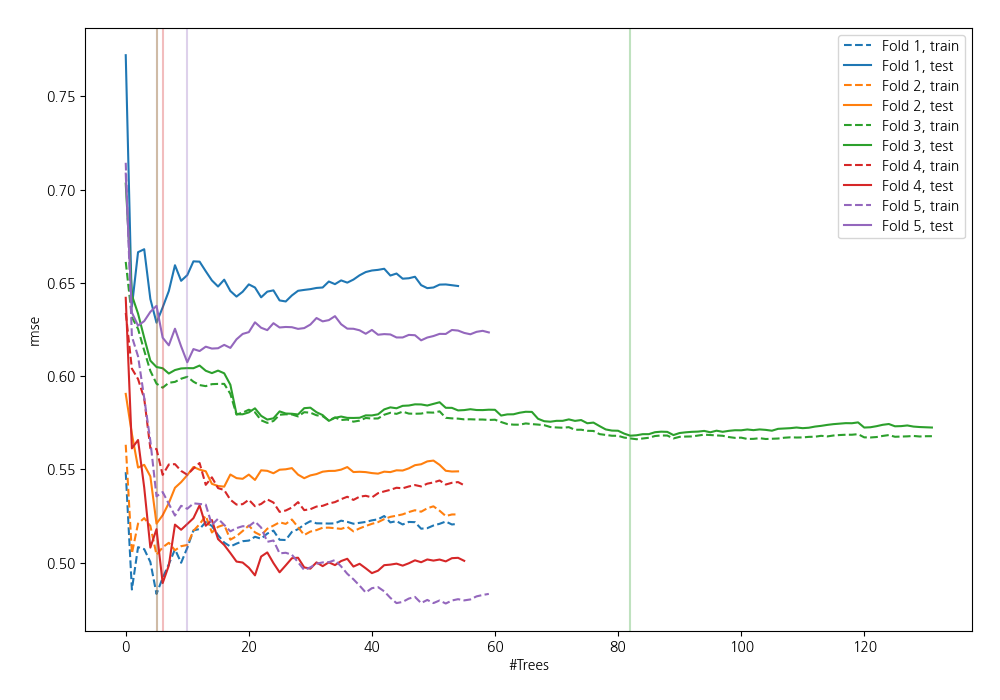 0.75
0.70
0.65
0.60
0.55
0.50
rmse
0 20 40 60 80 100 120
#Trees
Fold 1, train
Fold 1, test
Fold 2, train
Fold 2, test
Fold 3, train
Fold 3, test
Fold 4, train
Fold 4, test
Fold 5, train
Fold 5, test